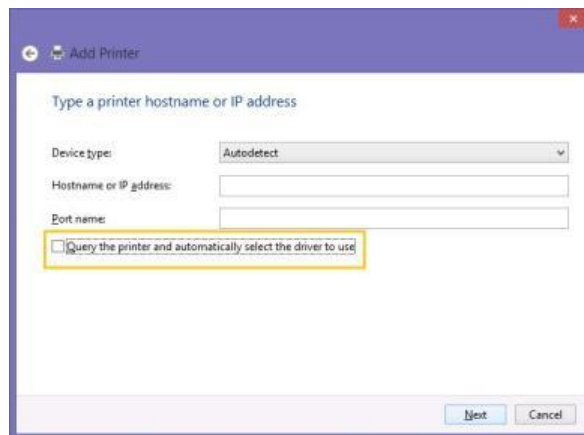 Add Printer
Type a printer hostname or IP address
Device type: Autodetect
Hostname or IP address:
Port name:
Query the printer and automatically select the driver to use
Next Cancel